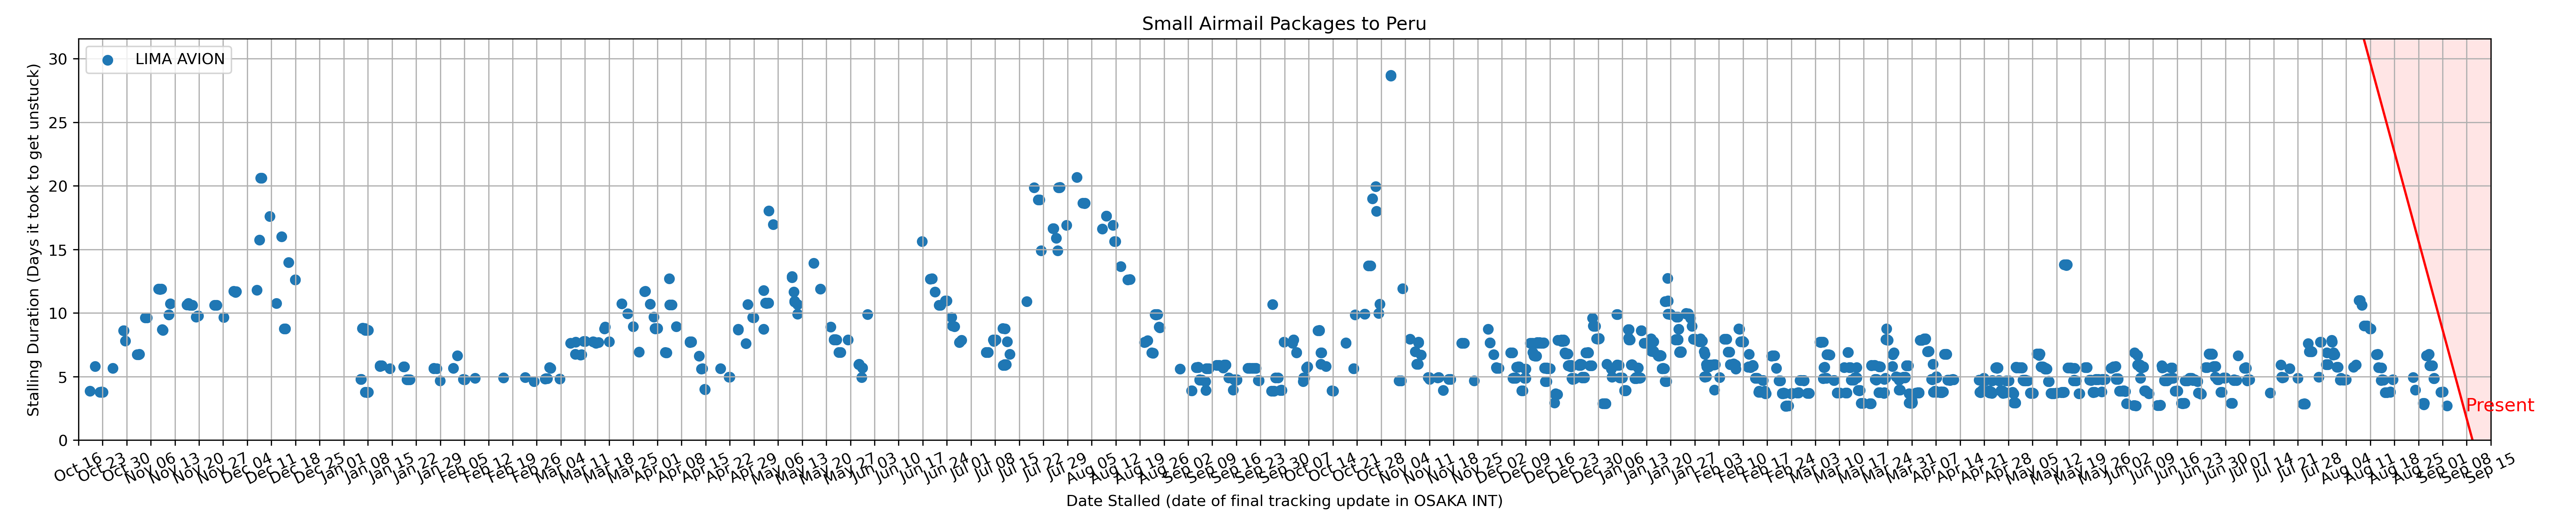 Small Airmail Packages to Peru
LIMA AVION
Stalling Duration (Days it took to get unstuck)
30
25
20
15
10
5
0
Present
Oct 16
Oct 23
Oct 30
Nov 06
Nov 13
Nov 20
Nov 27
Dec 04
Dec 11
Dec 18
Dec 25
Jan 01
Jan 08
Jan 15
Jan 22
Jan 29
Feb 05
Feb 12
Feb 19
Feb 26
Mar 04
Mar 11
Mar 18
Mar 25
Apr 01
Apr 08
Apr 15
Apr 22
Apr 29
May 06
May 13
May 20
May 27
Jun 03
Jun 10
Jun 17
Jun 24
Jul 01
Jul 08
Jul 15
Jul 22
Jul 29
Aug 05
Aug 12
Aug 19
Aug 26
Sep 02
Sep 09
Sep 16
Sep 23
Sep 30
Oct 07
Oct 14
Oct 21
Oct 28
Nov 04
Nov 11
Nov 18
Nov 25
Dec 02
Dec 09
Dec 16
Dec 23
Dec 30
Jan 06
Jan 13
Jan 20
Jan 27
Feb 03
Feb 10
Feb 17
Feb 24
Mar 03
Mar 10
Mar 17
Mar 24
Mar 31
Apr 07
Apr 14
Apr 21
Apr 28
May 05
May 12
May 19
May 26
Jun 02
Jun 09
Jun 16
Jun 23
Jun 30
Jul 07
Jul 14
Jul 21
Jul 28
Aug 04
Aug 11
Aug 18
Aug 25
Sep 01
Sep 08
Sep 15
Date Stalled (date of final tracking update in OSAKA INT)